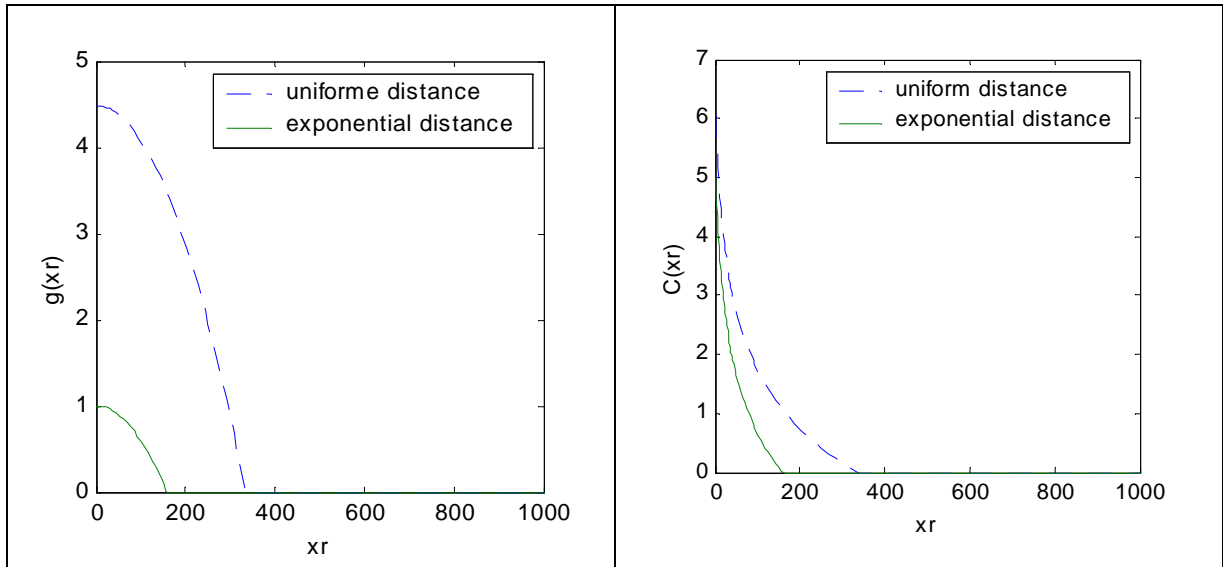 5
4
3
2
1
0
g(xr)
uniforme distance
exponential distance
0 200 400 600 800 1000
xr
7
6
5
4
3
2
1
0
C(xr)
uniform distance
exponential distance
0 200 400 600 800 1000
xr